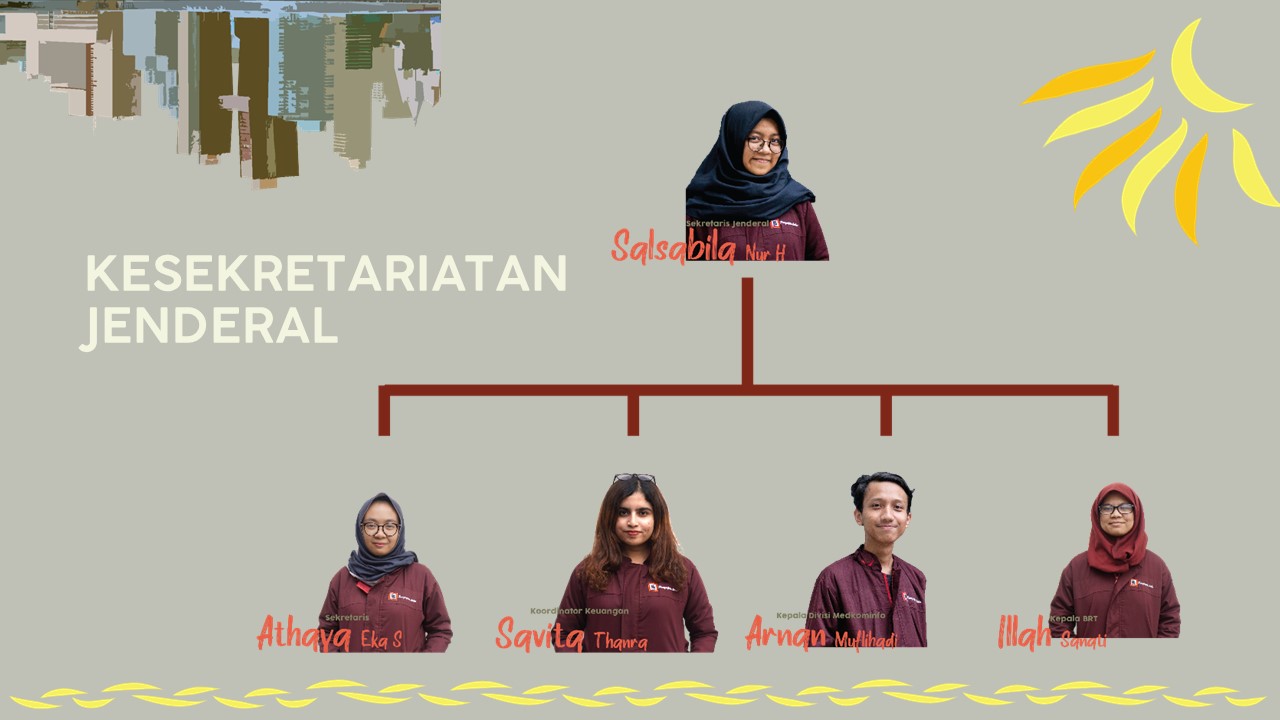 Sekretaris Jenderal
Salsabila Nur H
KESEKRETARIATAN
JENDERAL
Sekretaris
Athaya Eka S
Koordinator Keuangan
Savita Thanra
Kepala Divisi Medkominfo
Arnan Muflihadi
Kepala BRT
Illah Sanati